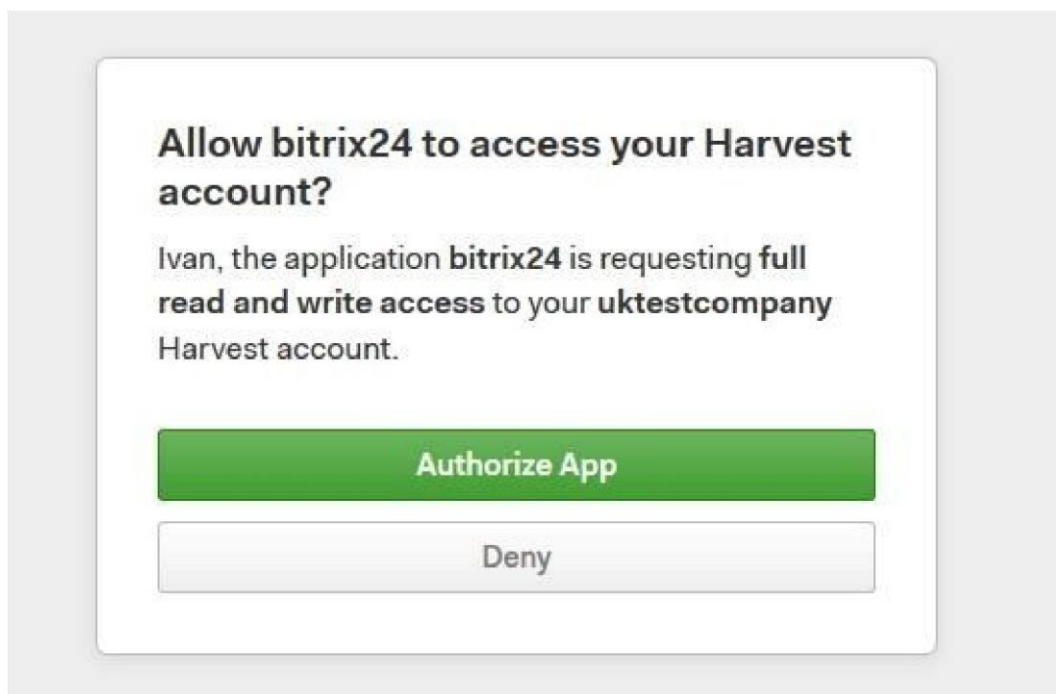 Allow bitrix24 to access your Harvest
account?
Ivan, the application bitrix24 is requesting full
read and write access to your uktestcompany
Harvest account.
Authorize App
Deny